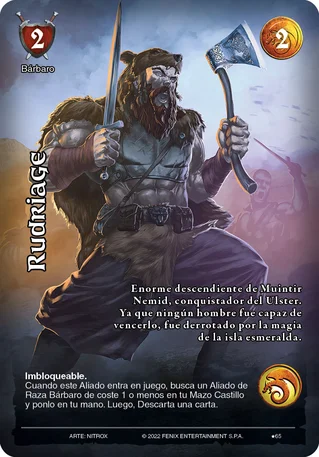 2
2
Bárbaro
RudriaGE
Enorme descendiente de Muintir
Nemid, conquistador del Ulster.
Ya que ningún hombre fue capaz de
vencerlo, fue derrotado por la magia
de la isla esmeralda.
Imbloqueable.
Cuando este Aliado entra en juego, busca un Aliado de
Raza Bárbaro de coste 1 o menos en tu Mazo Castillo
y ponlo en tu mano. Luego, Descarta una carta.
ARTE: NITROX © 2022 FENIX ENTERTAINMENT S.P.A. ●65